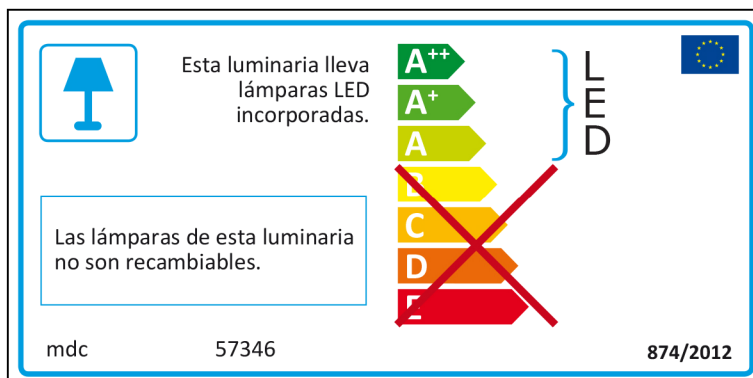 Esta luminaria lleva
lámparas LED
incorporadas.
A++
A+
A
B
C
D
E
L
E
D
Las lámparas de esta luminaria
no son recambiables.
mdc 57346
874/2012